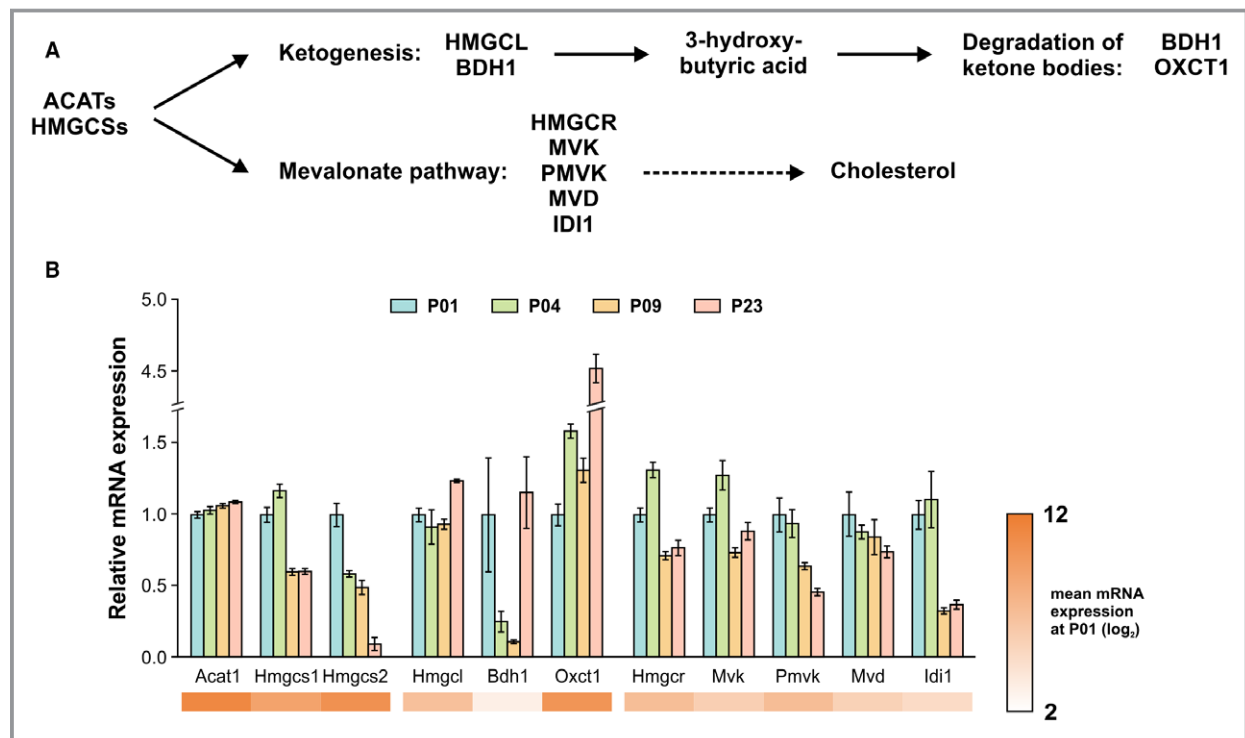 A
Ketogenesis: HMGCL
BDH1
3-hydroxy-
butyric acid
Degradation of
ketone bodies:
BDH1
OXCT1
ACATs
HMGCSs
Mevalonate pathway:
HMGCR
MVK
PMVK
MVD
IDI1
Cholesterol
B
P01 P04 P09 P23
Relative mRNA expression
5.0
4.5
1.5
1.0
0.5
0.0
Acat1 Hmgcs1 Hmgcs2 Hmgcl Bdh1 Oxct1 Hmgcr Mvk Pmvk Mvd Idi1
12
mean mRNA
expression
at P01 (log₂)
2